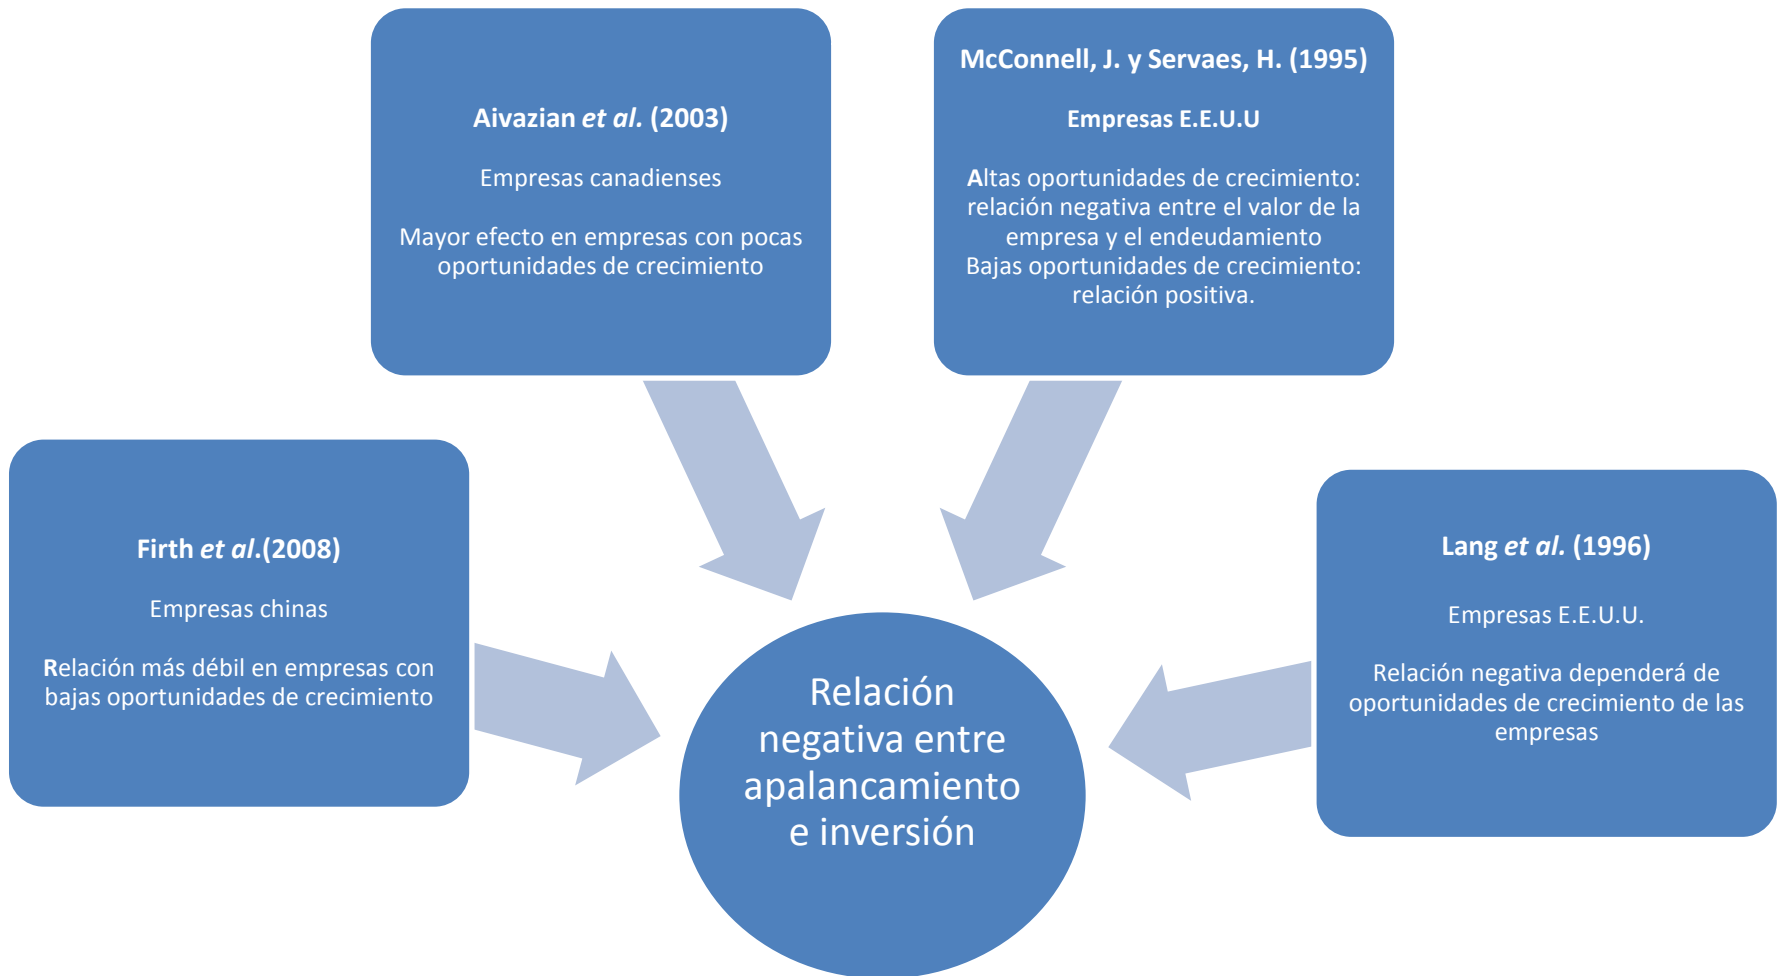 Aivazian et al. (2003)
Empresas canadienses
Mayor efecto en empresas con pocas
oportunidades de crecimiento
McConnell, J. y Servaes, H. (1995)
Empresas E.E.U.U
Altas oportunidades de crecimiento:
relación negativa entre el valor de la
empresa y el endeudamiento
Bajas oportunidades de crecimiento:
relación positiva.
Firth et al.(2008)
Empresas chinas
Relación más débil en empresas con
bajas oportunidades de crecimiento
Lang et al. (1996)
Empresas E.E.U.U.
Relación negativa dependerá de
oportunidades de crecimiento de las
empresas
Relación
negativa entre
apalancamiento
e inversión